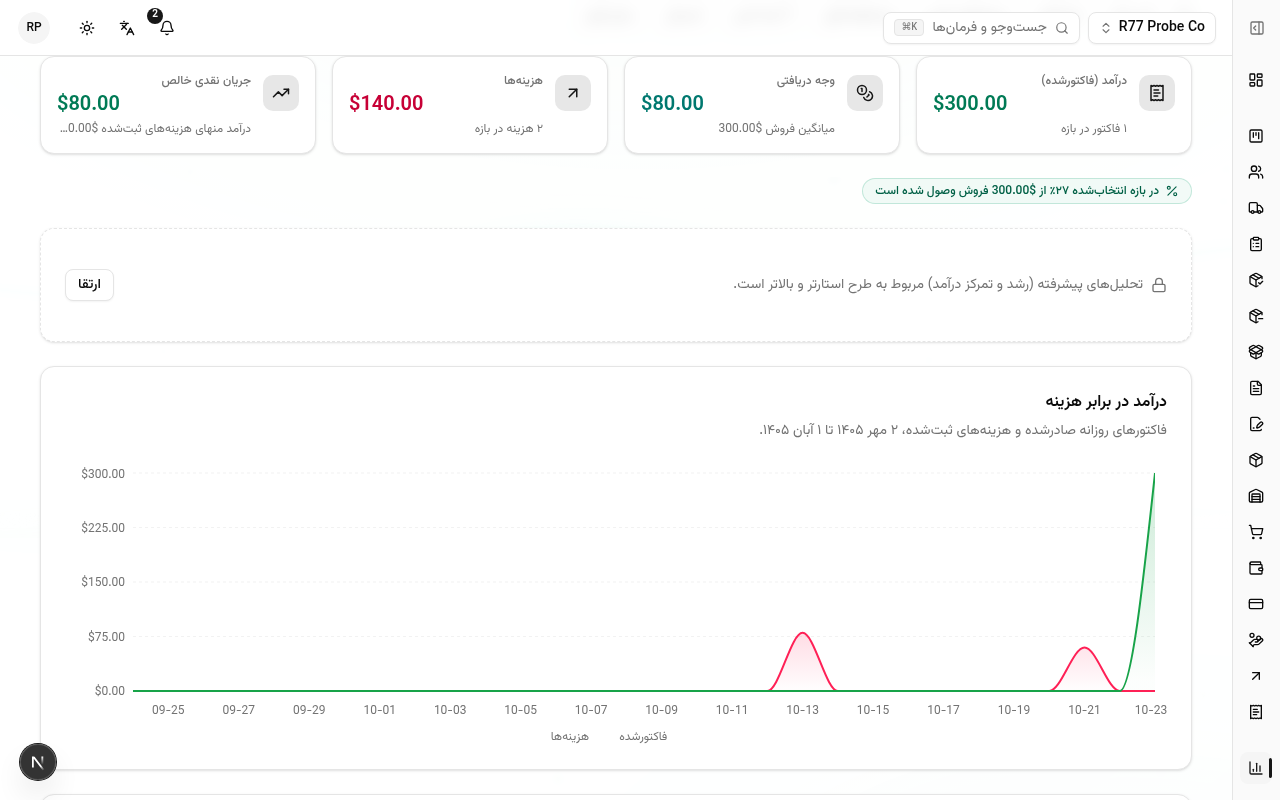 R77 Probe Co
جست‌وجو و فرمان‌ها
⌘K
2
RP
درآمد (فاکتورشده)
$300.00
۱ فاکتور در بازه
وجه دریافتی
$80.00
میانگین فروش $300.00
هزینه‌ها
$140.00
۲ هزینه در بازه
جریان نقدی خالص
$80.00
درآمد منهای هزینه‌های ثبت‌شده $0.00…
در بازه انتخاب‌شده ۲۷٪ از $300.00 فروش وصول شده است
تحلیل‌های پیشرفته (رشد و تمرکز درآمد) مربوط به طرح استارتر و بالاتر است.
ارتقا
درآمد در برابر هزینه
فاکتورهای روزانه صادرشده و هزینه‌های ثبت‌شده، ۲ مهر ۱۴۰۵ تا ۱ آبان ۱۴۰۵.
$300.00
$225.00
$150.00
$75.00
$0.00
09-25 09-27 09-29 10-01 10-03 10-05 10-07 10-09 10-11 10-13 10-15 10-17 10-19 10-21 10-23
فاکتورشده هزینه‌ها
N